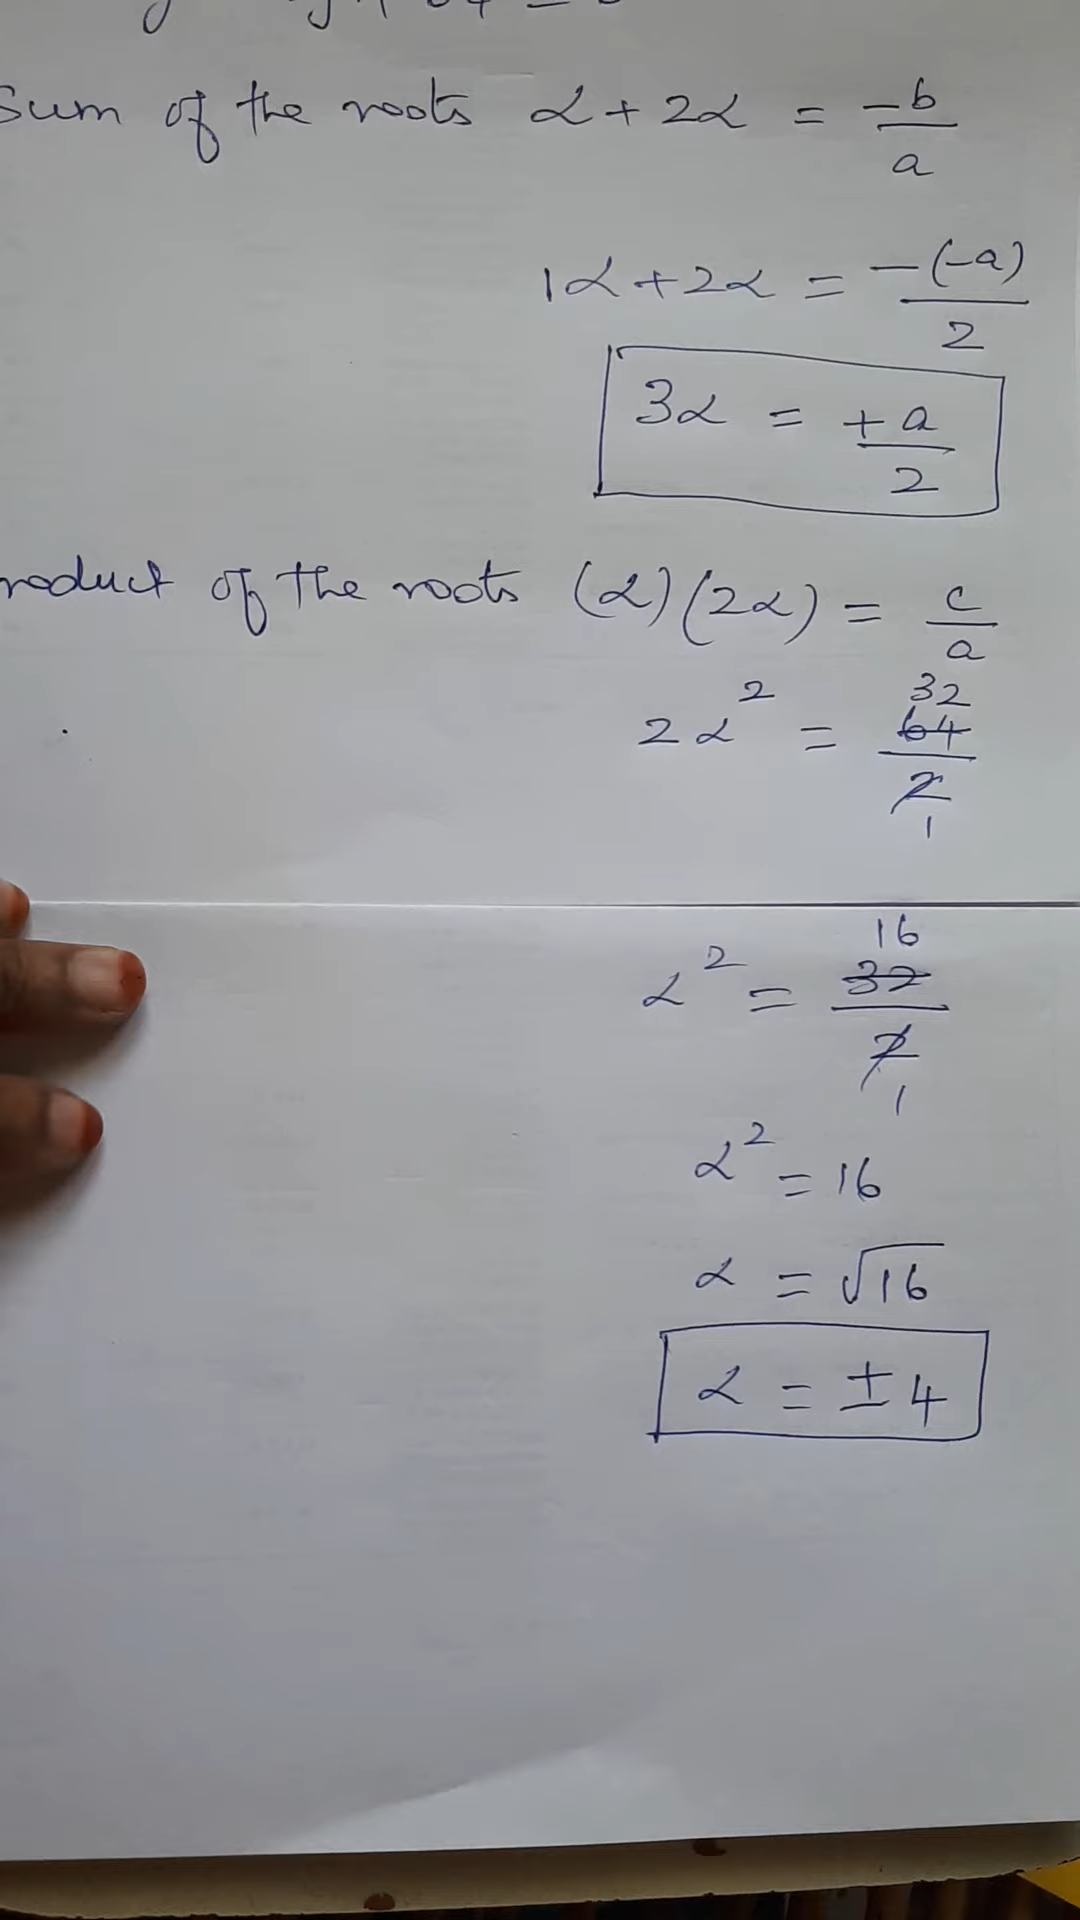 Sum of the roots α + 2α = -b/a
1α + 2α = -(-a)/2
3α = +a/2
roduct of the roots (α)(2α) = c/a
32
2α² = 64/2
1
16
α² = 32/2
1
α² = 16
α = √16
α = ± 4